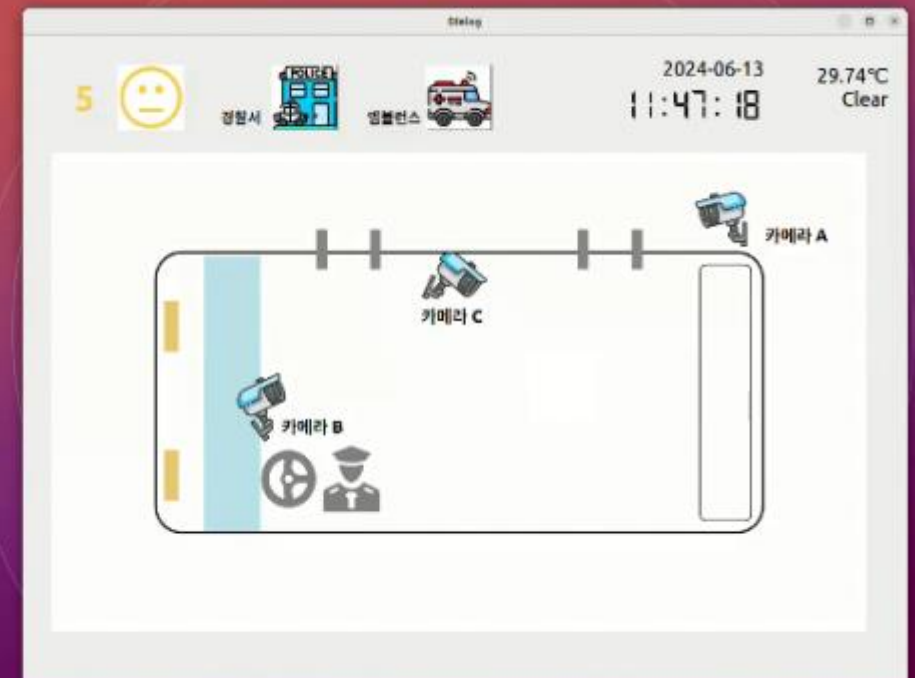 Dialog
5
POLICE
경찰서
앰뷸런스
2024-06-13
11:47:18
29.74℃
Clear
카메라 A
카메라 C
카메라 B